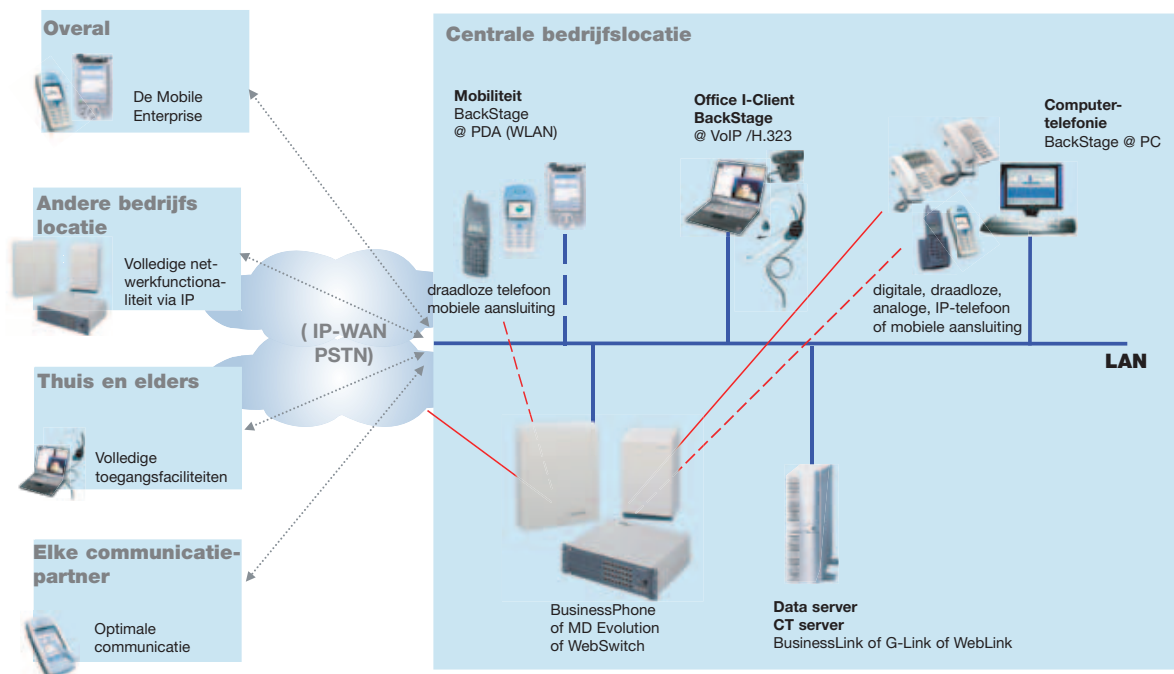 Overal
De Mobile
Enterprise
Andere bedrijfs
locatie
Volledige net-
werkfunctiona-
liteit via IP
Thuis en elders
Volledige
toegangsfaciliteiten
Elke communicatie-
partner
Optimale
communicatie
( IP-WAN
PSTN)
Centrale bedrijfslocatie
Mobiliteit
BackStage
@ PDA (WLAN)
draadloze telefoon
mobiele aansluiting
Office I-Client
BackStage
@ VoIP /H.323
Computer-
telefonie
BackStage @ PC
digitale, draadloze,
analoge, IP-telefoon
of mobiele aansluiting
LAN
BusinessPhone
of MD Evolution
of WebSwitch
Data server
CT server
BusinessLink of G-Link of WebLink